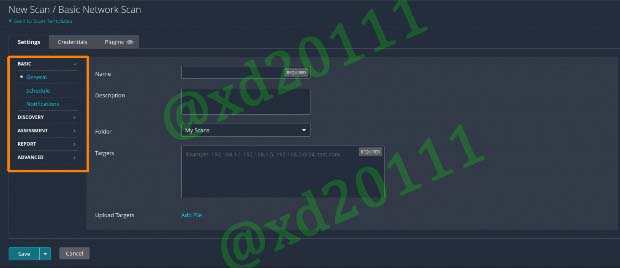 New Scan / Basic Network Scan
Back to Scan Templates
Settings
Credentials
Plugins
BASIC
General
Schedule
Notifications
DISCOVERY
ASSESSMENT
REPORT
ADVANCED
Name
REQUIRED
Description
Folder
My Scans
Targets
Example: 192.168.1.1-192.168.1.5, 192.168.2.0/24, test.com
REQUIRED
Upload Targets
Add File
Save
Cancel
@xd20111
@xd20111